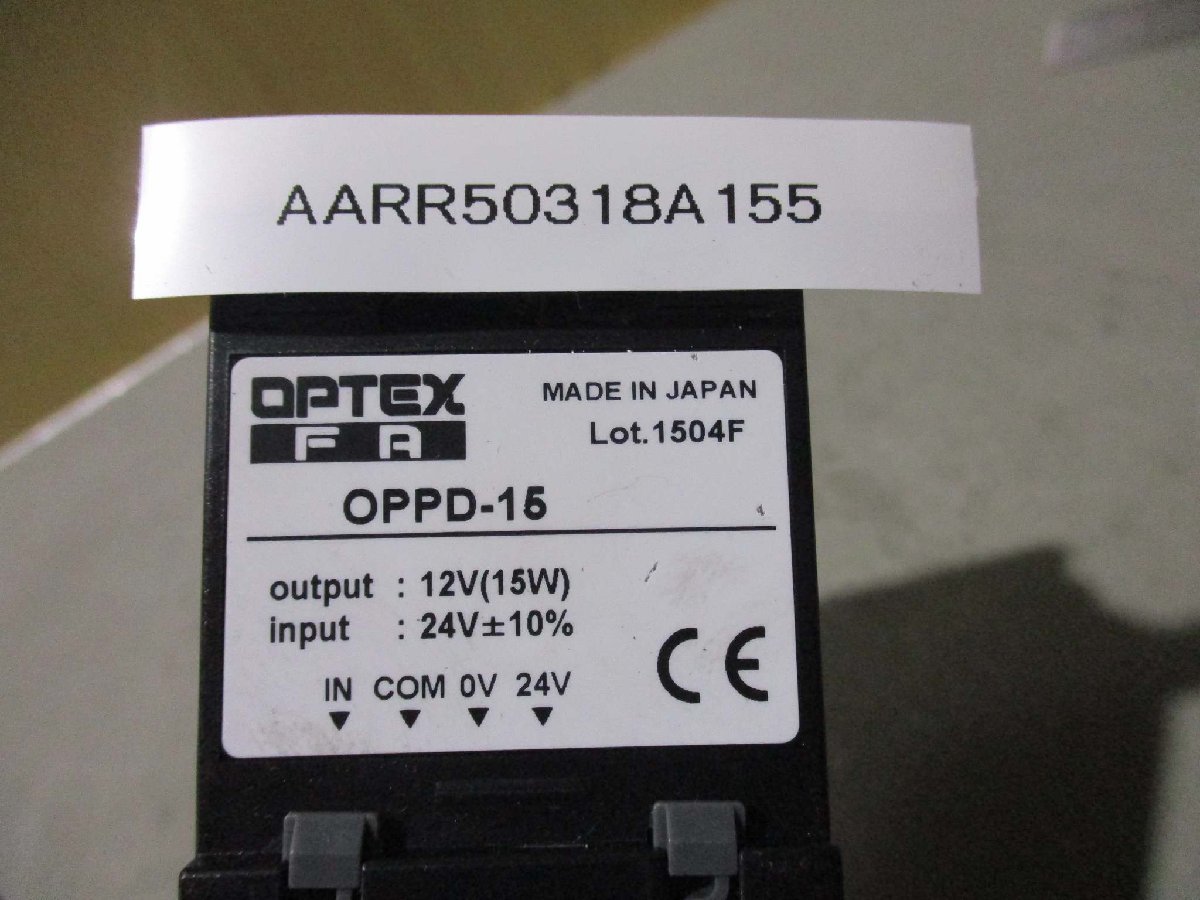 AARR50318A155
OPTEX
FA
MADE IN JAPAN
Lot.1504F
OPPD-15
output : 12V(15W)
input : 24V±10%
IN COM 0V 24V
CE